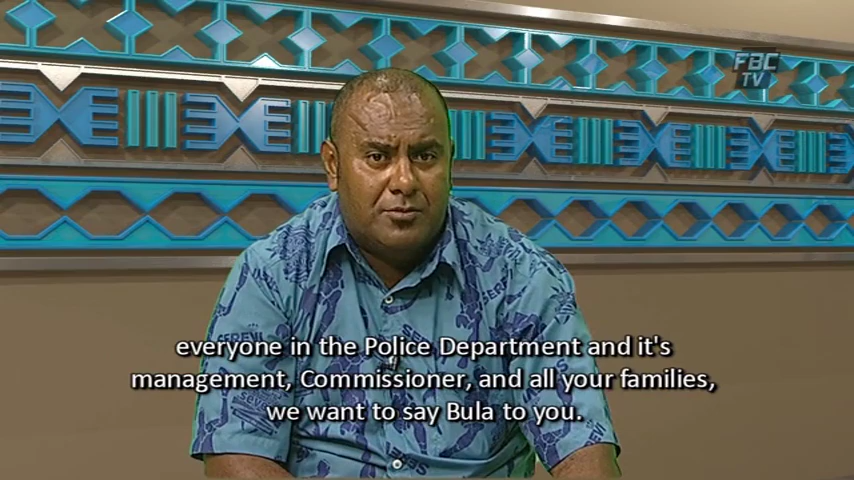 FBC
TV
SEREVI
everyone in the Police Department and it's
management, Commissioner, and all your families,
we want to say Bula to you.